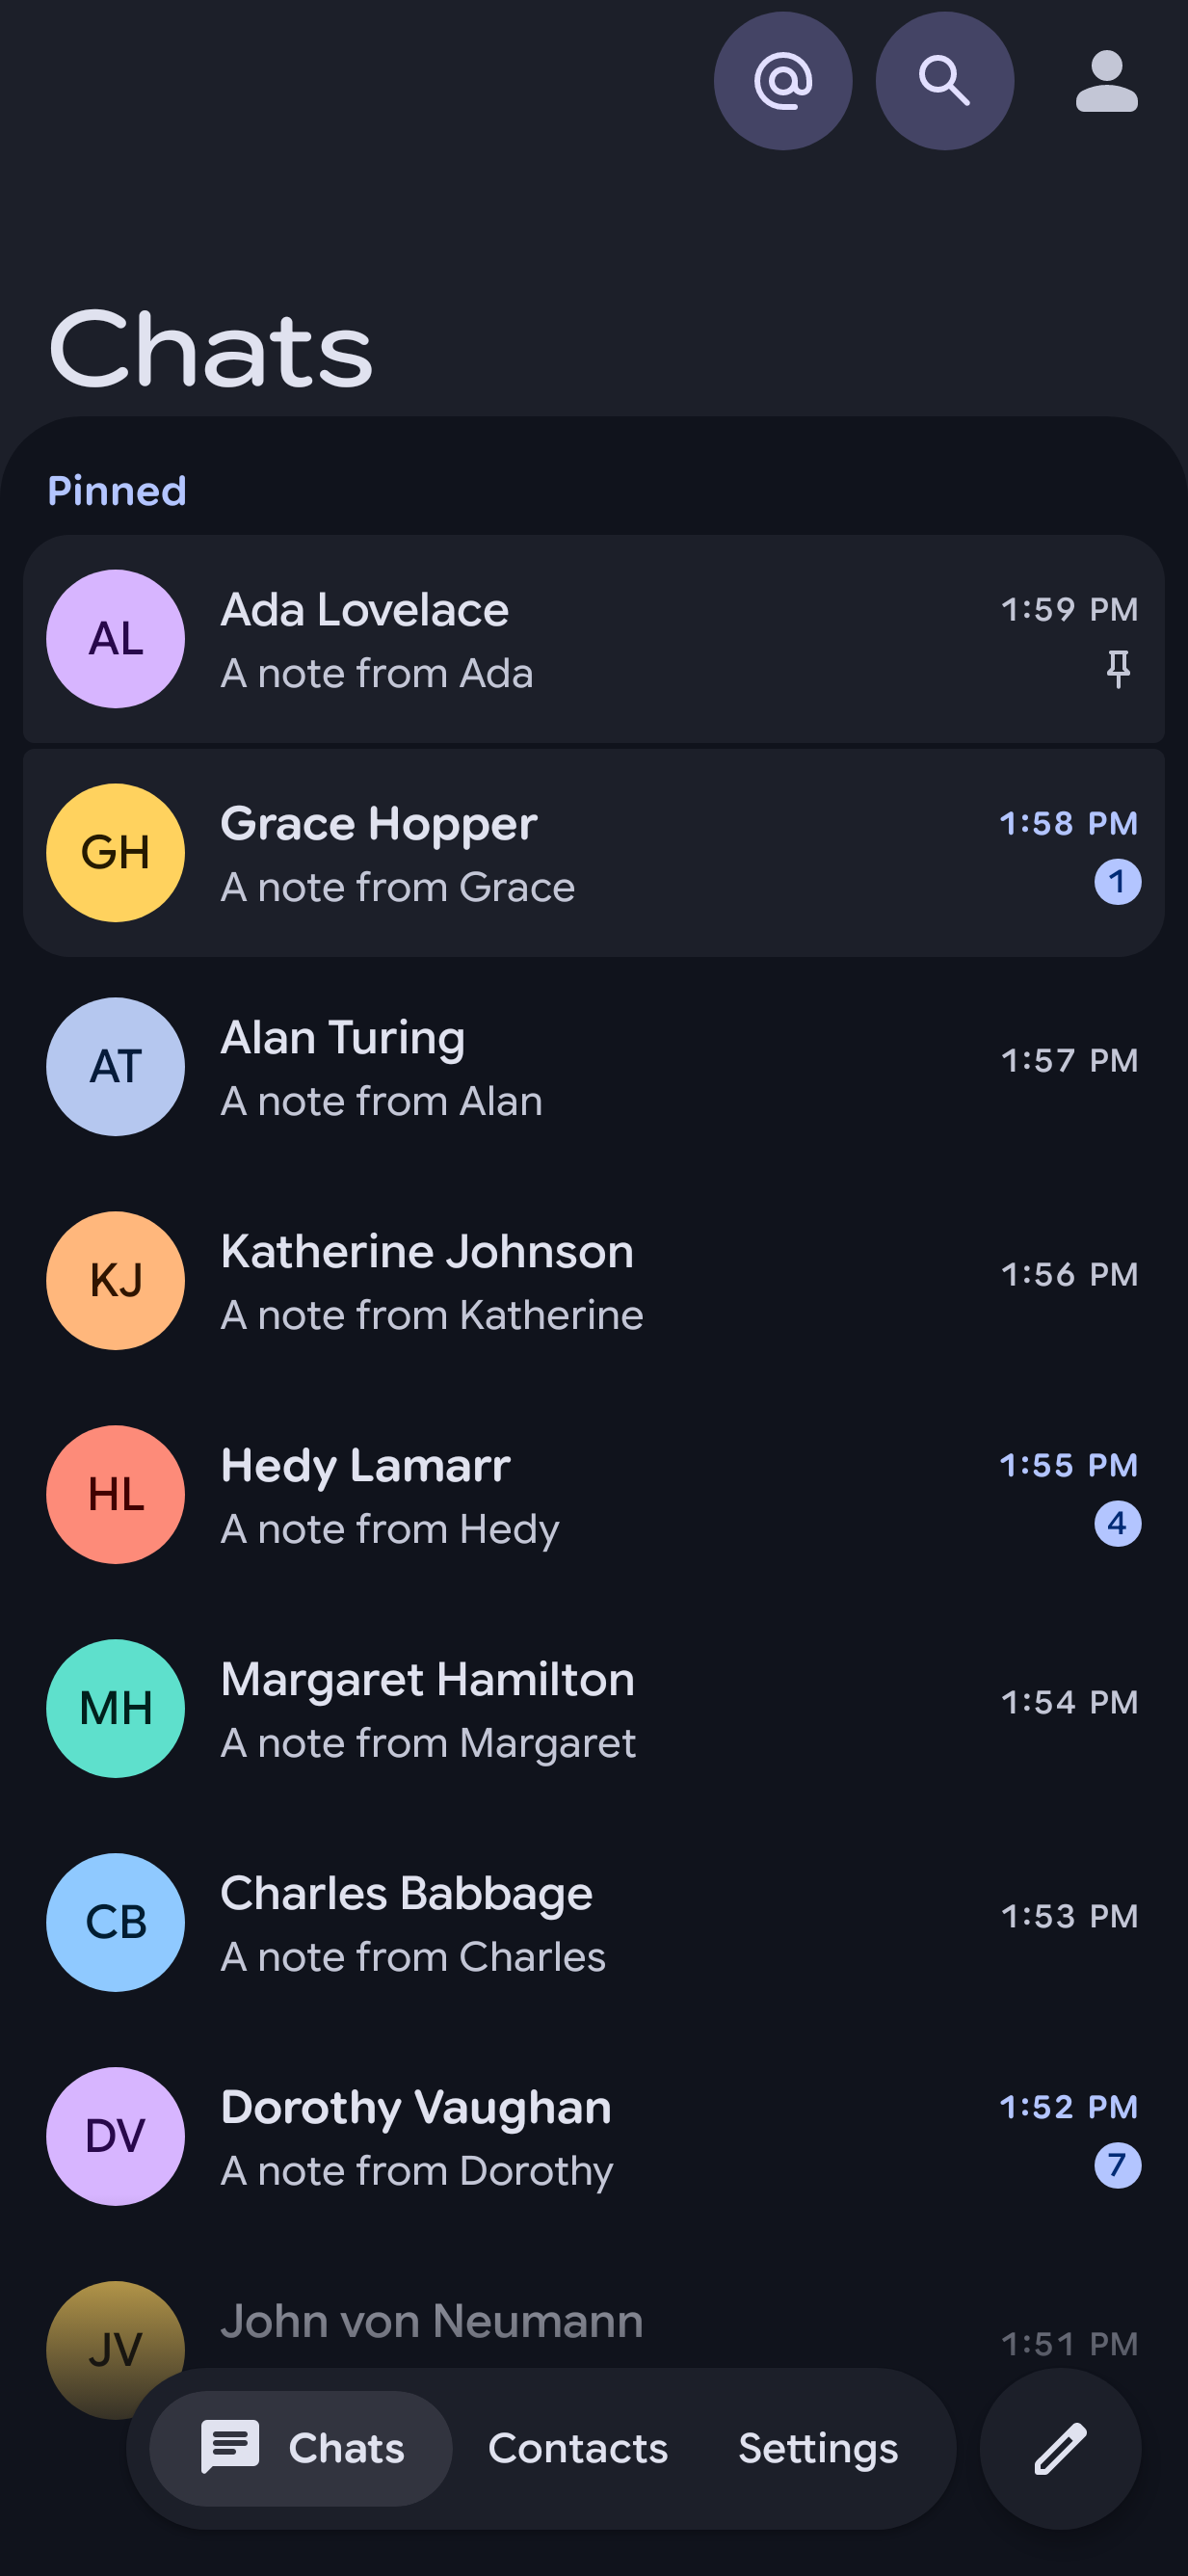 Chats
Pinned
AL
Ada Lovelace
1:59 PM
A note from Ada
GH
Grace Hopper
1:58 PM
A note from Grace
1
AT
Alan Turing
1:57 PM
A note from Alan
KJ
Katherine Johnson
1:56 PM
A note from Katherine
HL
Hedy Lamarr
1:55 PM
A note from Hedy
4
MH
Margaret Hamilton
1:54 PM
A note from Margaret
CB
Charles Babbage
1:53 PM
A note from Charles
DV
Dorothy Vaughan
1:52 PM
A note from Dorothy
7
JV
John von Neumann
1:51 PM
Chats
Contacts
Settings